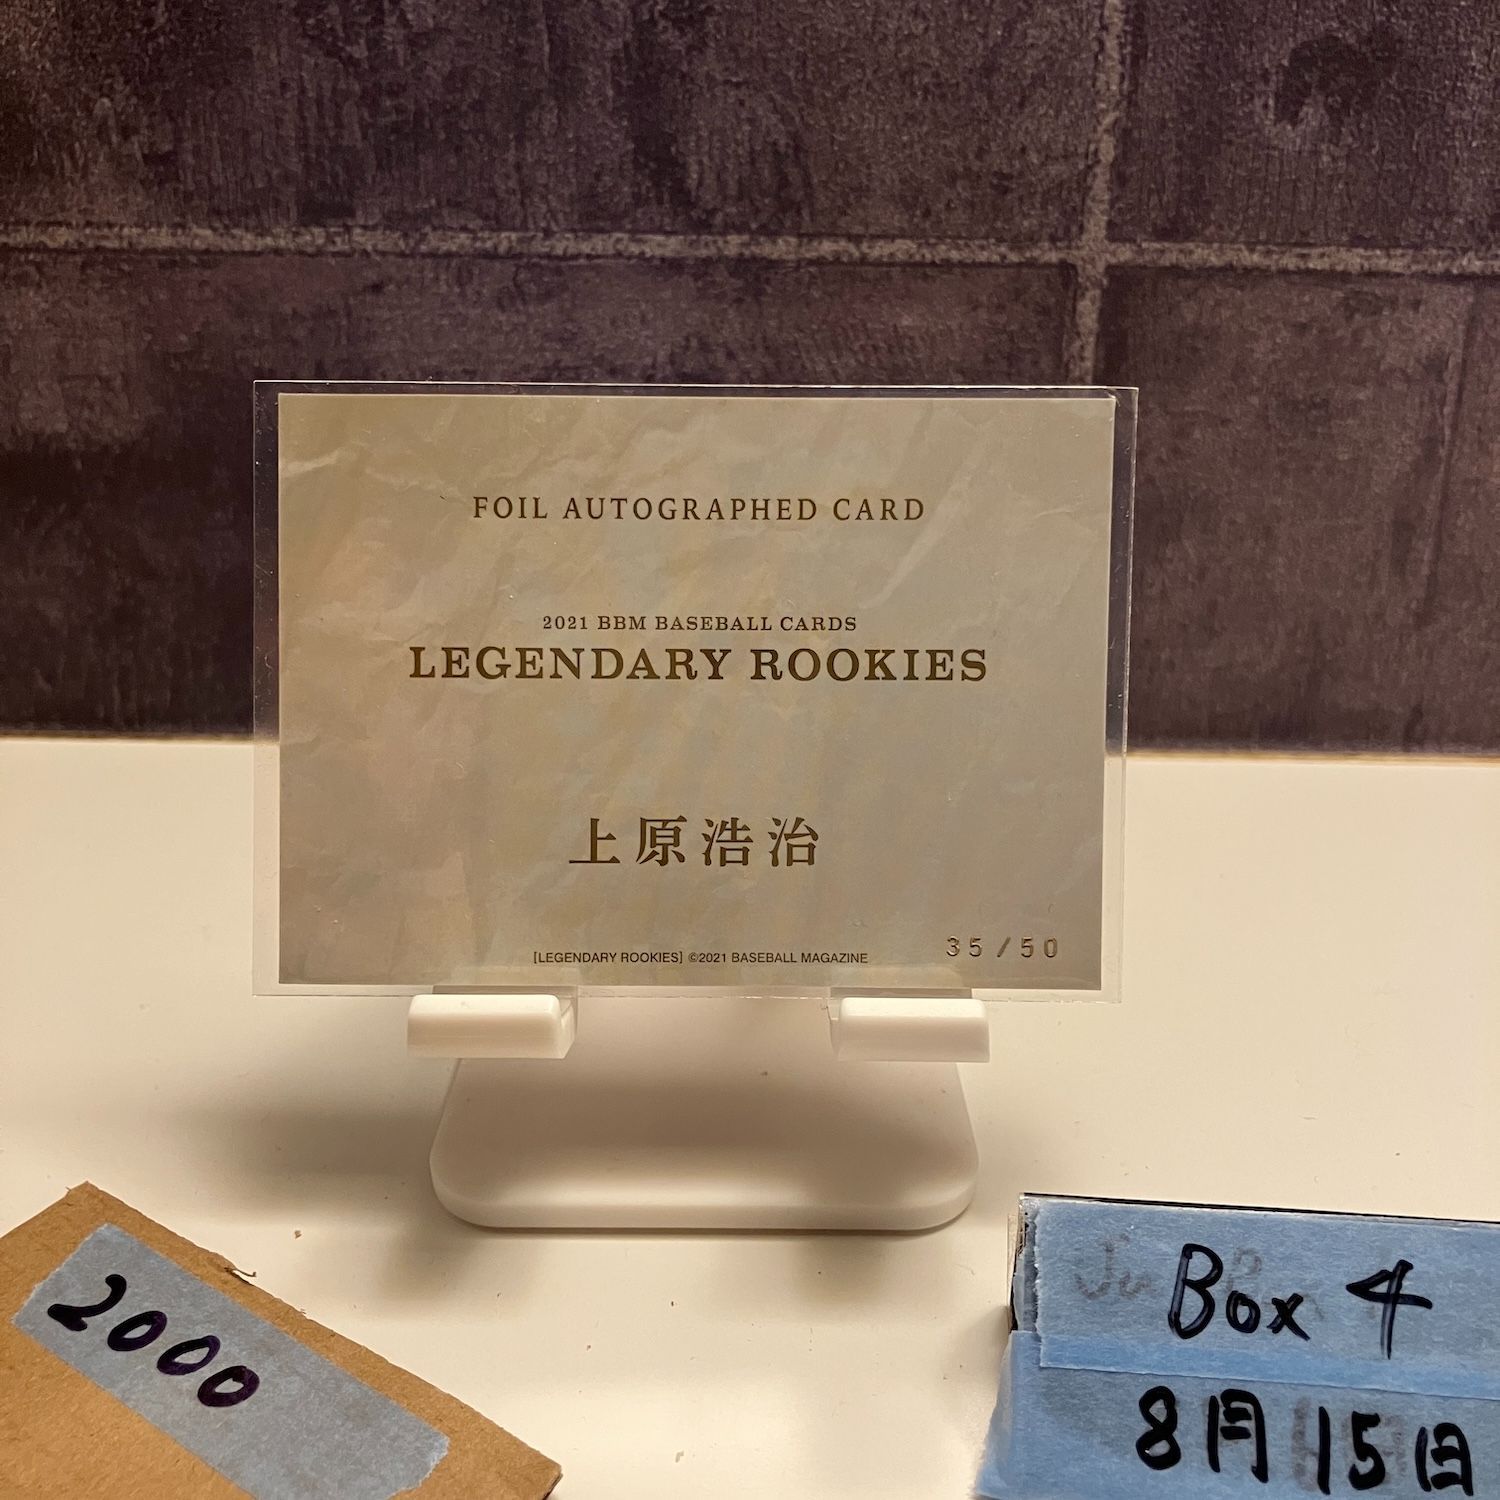 FOIL AUTOGRAPHED CARD
2021 BBM BASEBALL CARDS
LEGENDARY ROOKIES
上原浩治
35/50
[LEGENDARY ROOKIES] ©2021 BASEBALL MAGAZINE
2000
Box 4
8月15日